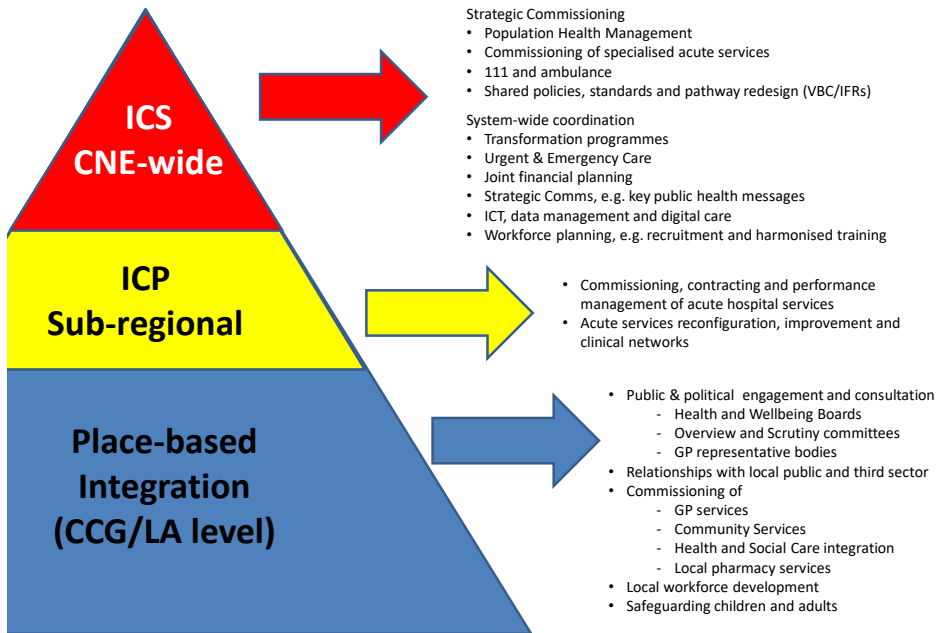 ICS
CNE-wide
Strategic Commissioning
• Population Health Management
• Commissioning of specialised acute services
• 111 and ambulance
• Shared policies, standards and pathway redesign (VBC/IFRs)
System-wide coordination
• Transformation programmes
• Urgent & Emergency Care
• Joint financial planning
• Strategic Comms, e.g. key public health messages
• ICT, data management and digital care
• Workforce planning, e.g. recruitment and harmonised training
ICP
Sub-regional
• Commissioning, contracting and performance
management of acute hospital services
• Acute services reconfiguration, improvement and
clinical networks
Place-based
Integration
(CCG/LA level)
• Public & political engagement and consultation
- Health and Wellbeing Boards
- Overview and Scrutiny committees
- GP representative bodies
• Relationships with local public and third sector
• Commissioning of
- GP services
- Community Services
- Health and Social Care integration
- Local pharmacy services
• Local workforce development
• Safeguarding children and adults